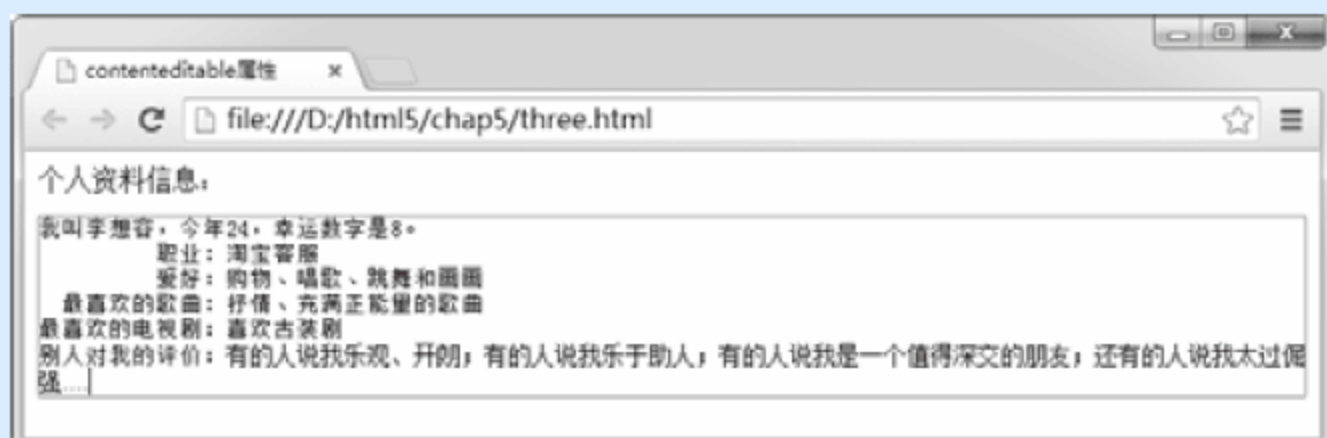 contenteditable属性
file:///D:/html5/chap5/three.html
个人资料信息：
我叫李想容，今年24，幸运数字是8。
职业：淘宝客服
爱好：购物、唱歌、跳舞和画画
最喜欢的歌曲：抒情、充满正能量的歌曲
最喜欢的电视剧：喜欢古装剧
别人对我的评价：有的人说我乐观、开朗；有的人说我乐于助人；有的人说我是一个值得深交的朋友；还有的人说我太过倔
强....